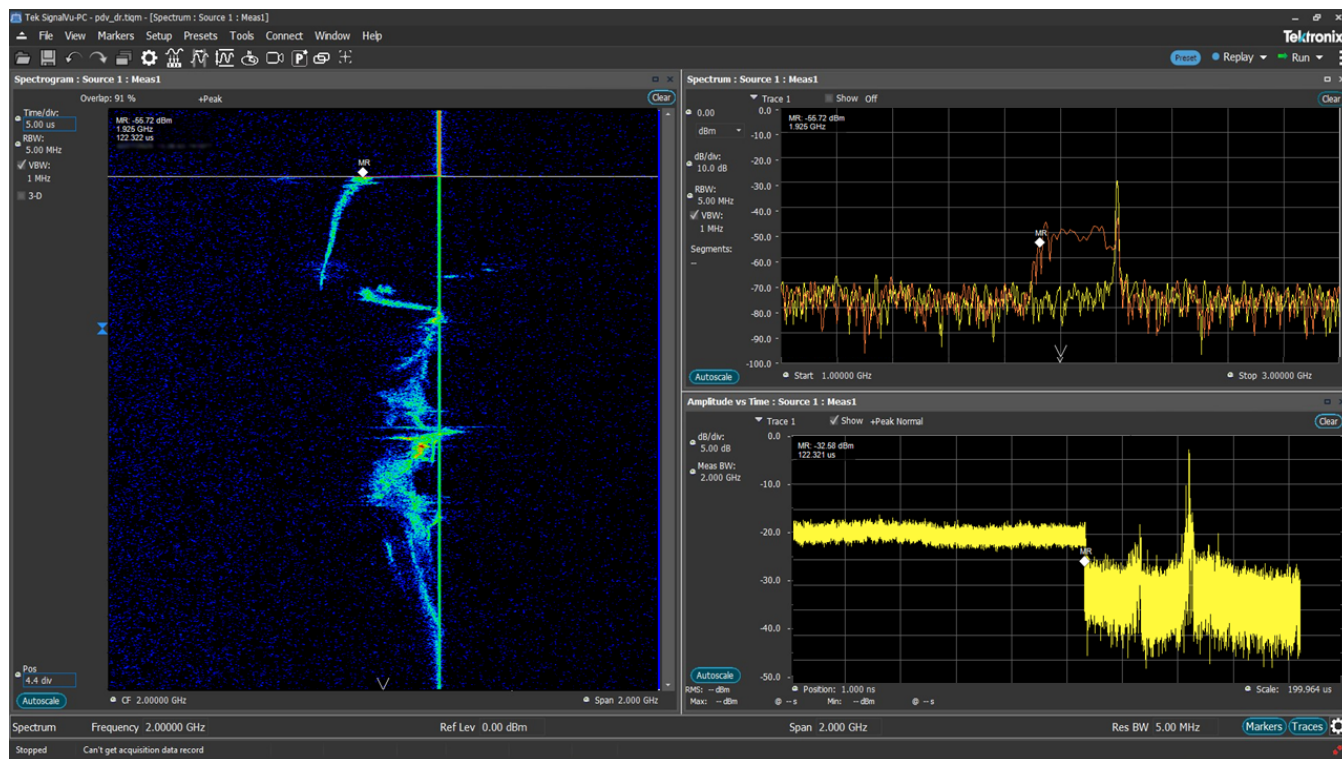 Tek SignalVu-PC - pdv_dr.tiqm - [Spectrum : Source 1 : Meas1]
File View Markers Setup Presets Tools Connect Window Help
Tektronix
Preset Replay Run
Spectrogram : Source 1 : Meas1
Overlap: 91 % +Peak Clear
Time/div:
5.00 us
RBW:
5.00 MHz
VBW:
1 MHz
3-D
MR: -55.72 dBm
1.925 GHz
122.322 us
MR
Pos
4.4 div
Autoscale CF 2.00000 GHz Span 2.000 GHz
Spectrum : Source 1 : Meas1
Trace 1 Show Off Clear
0.00
dBm
dB/div:
10.0 dB
RBW:
5.00 MHz
VBW:
1 MHz
Segments:
--
0.0
-10.0
-20.0
-30.0
-40.0
-50.0
-60.0
-70.0
-80.0
-90.0
-100.0
MR: -55.72 dBm
1.925 GHz
MR
Autoscale Start 1.00000 GHz Stop 3.00000 GHz
Amplitude vs Time : Source 1 : Meas1
Trace 1 Show +Peak Normal Clear
dB/div:
5.00 dB
Meas BW:
2.000 GHz
0.0
-10.0
-20.0
-30.0
-40.0
-50.0
MR: -32.58 dBm
122.321 us
MR
Autoscale
RMS: -- dBm Position: 1.000 ns Scale: 199.964 us
Max: --dBm @ --s Min: --dBm @ --s
Spectrum Frequency 2.00000 GHz Ref Lev 0.00 dBm Span 2.000 GHz Res BW 5.00 MHz Markers Traces
Stopped Can't get acquisition data record